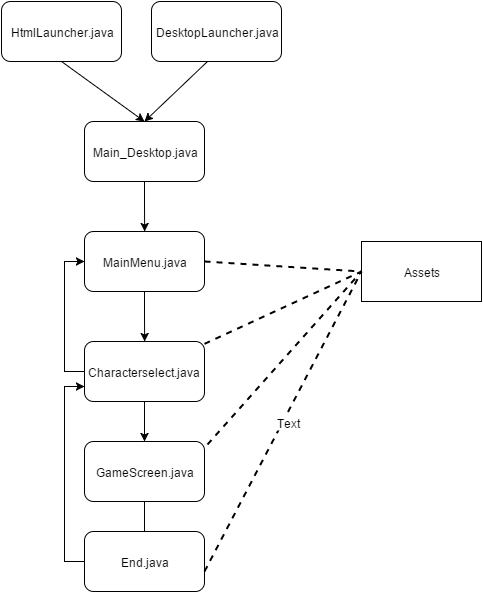 HtmlLauncher.java
DesktopLauncher.java
Main_Desktop.java
MainMenu.java
Assets
Characterselect.java
Text
GameScreen.java
End.java